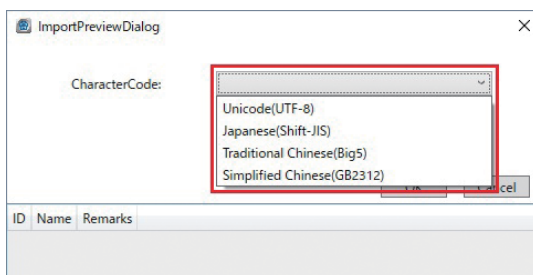 ImportPreviewDialog
CharacterCode:
Unicode(UTF-8)
Japanese(Shift-JIS)
Traditional Chinese(Big5)
Simplified Chinese(GB2312)
ID Name Remarks